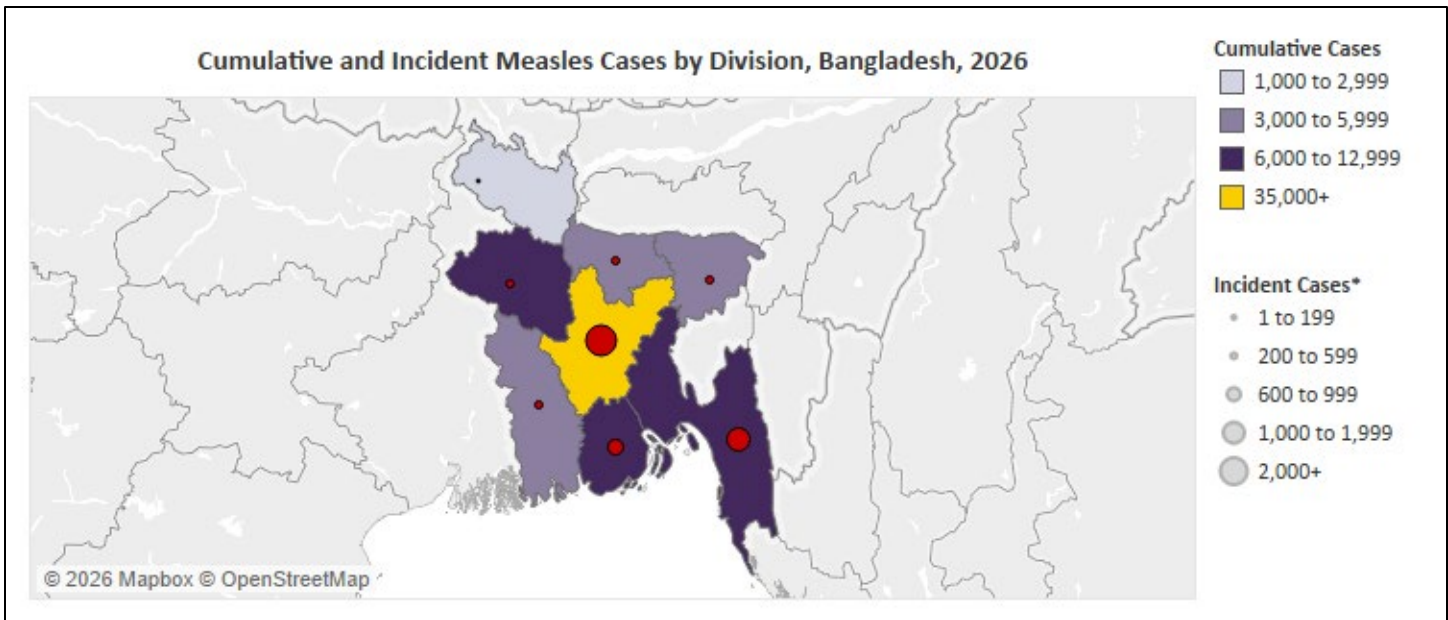 Cumulative and Incident Measles Cases by Division, Bangladesh, 2026
Cumulative Cases
1,000 to 2,999
3,000 to 5,999
6,000 to 12,999
35,000+
Incident Cases*
1 to 199
200 to 599
600 to 999
1,000 to 1,999
2,000+
© 2026 Mapbox © OpenStreetMap